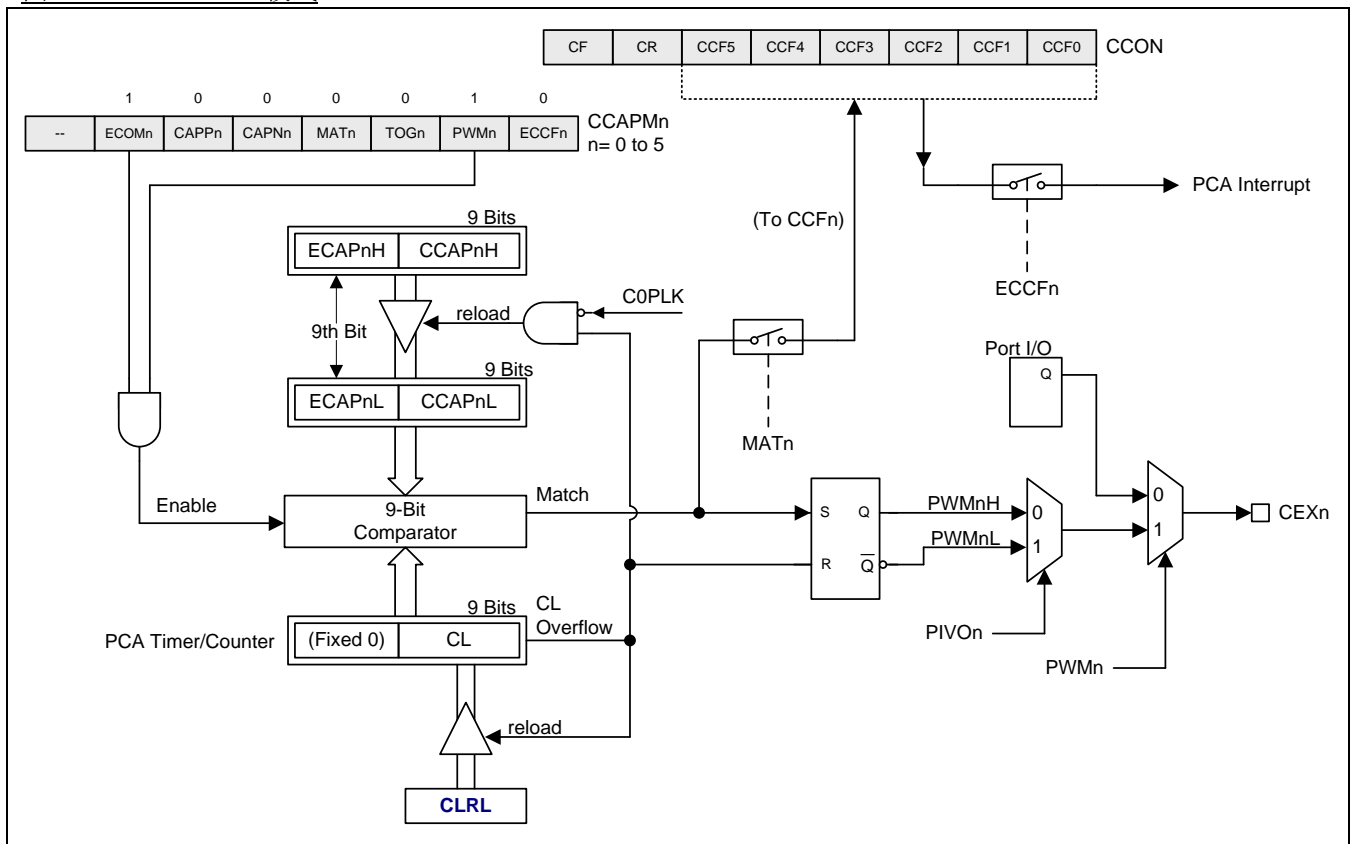 CF CR CCF5 CCF4 CCF3 CCF2 CCF1 CCF0 CCON
1 0 0 0 0 1 0
-- ECOMn CAPPn CAPNn MATn TOGn PWMn ECCFn
CCAPMn
n= 0 to 5
PCA Interrupt
(To CCFn)
ECCFn
9 Bits
ECAPnH CCAPnH
C0PLK
reload
9th Bit
9 Bits
ECAPnL CCAPnL
MATn
Port I/O
Q
Enable
9-Bit
Comparator
Match
S Q
R Q
PWMnH
PWMnL
0
1
0
1
CEXn
PIVOn
PWMn
9 Bits
CL
Overflow
PCA Timer/Counter
(Fixed 0) CL
reload
CLRL